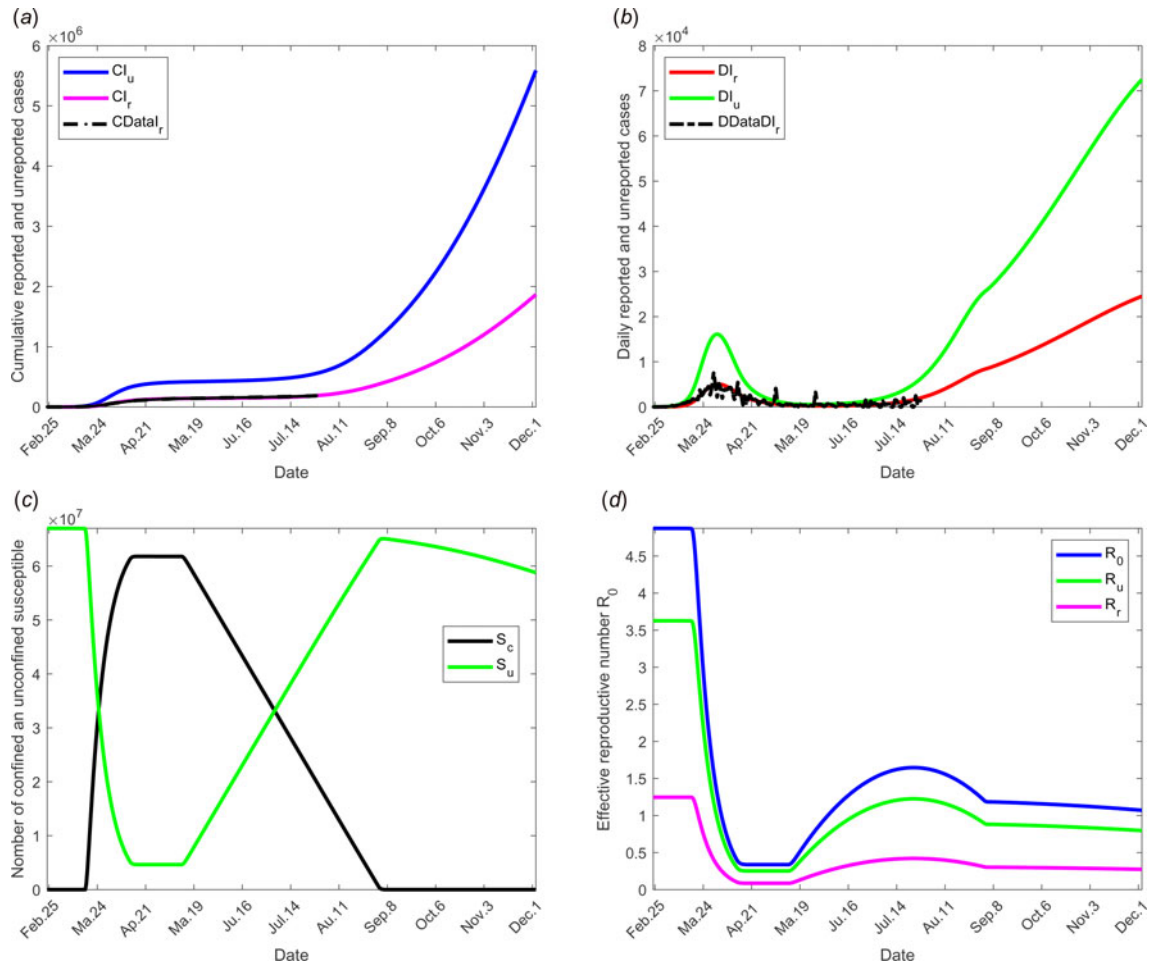 (a)
×10^6
6
5
4
3
2
1
0
Cumulative reported and unreported cases
CI_u
CI_r
CDataI_r
Feb.25 Ma.24 Ap.21 Ma.19 Ju.16 Jul.14 Au.11 Sep.8 Oct.6 Nov.3 Dec.1
Date
(b)
×10^4
8
7
6
5
4
3
2
1
0
Daily reported and unreported cases
DI_r
DI_u
DDataDI_r
Feb.25 Ma.24 Ap.21 Ma.19 Ju.16 Jul.14 Au.11 Sep.8 Oct.6 Nov.3 Dec.1
Date
(c)
×10^7
6
5
4
3
2
1
0
Nomber of confined an unconfined susceptible
S_c
S_u
Feb.25 Ma.24 Ap.21 Ma.19 Ju.16 Jul.14 Au.11 Sep.8 Oct.6 Nov.3 Dec.1
Date
(d)
4.5
4
3.5
3
2.5
2
1.5
1
0.5
0
Effective reproductive number R_0
R_0
R_u
R_r
Feb.25 Ma.24 Ap.21 Ma.19 Ju.16 Jul.14 Au.11 Sep.8 Oct.6 Nov.3 Dec.1
Date